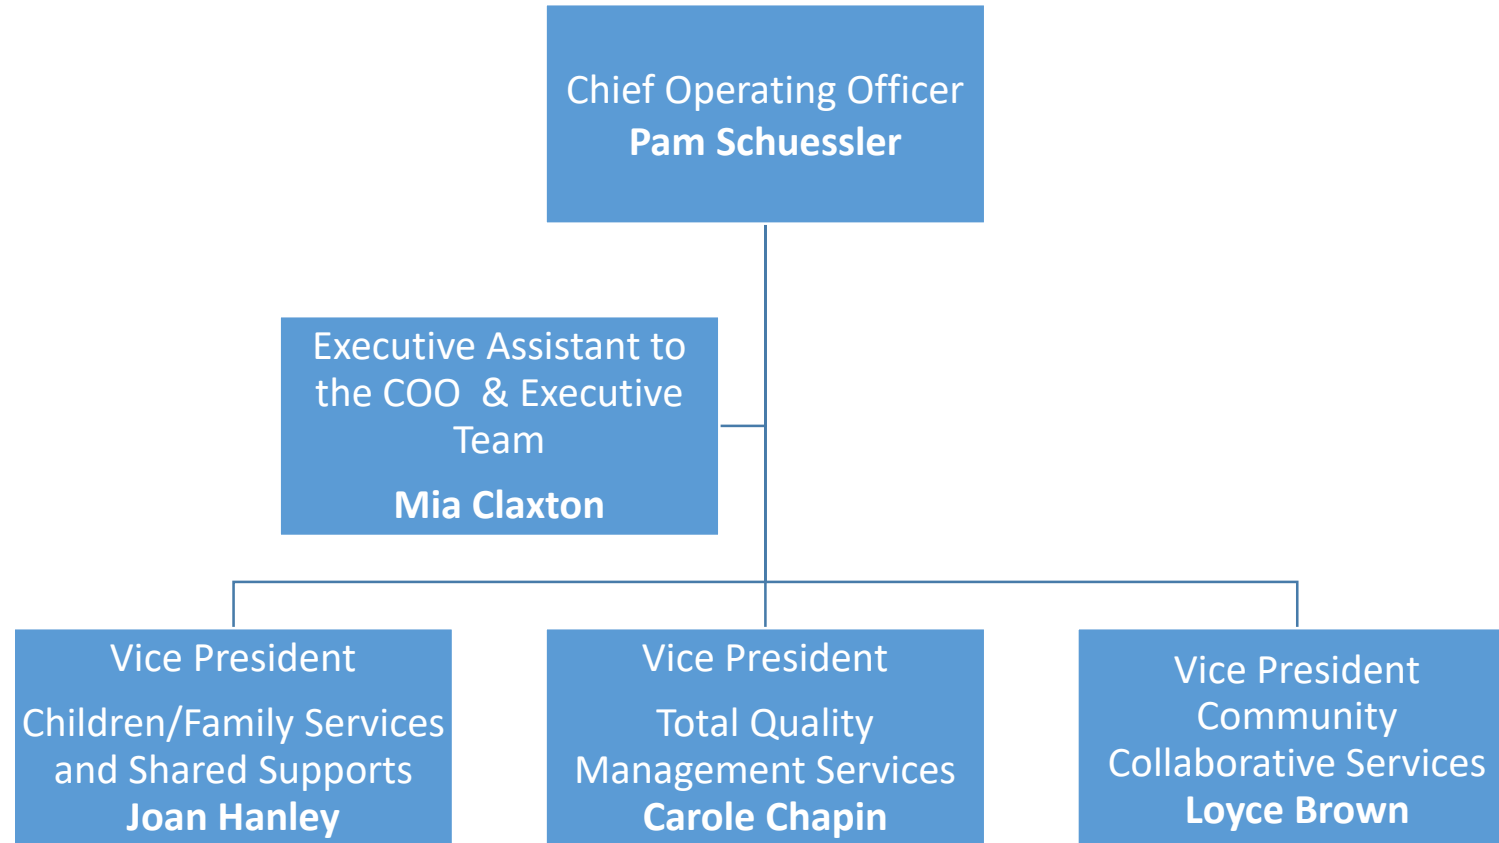 Chief Operating Officer
Pam Schuessler
Executive Assistant to
the COO  & Executive
Team
Mia Claxton
Vice President
Children/Family Services
and Shared Supports
Joan Hanley
Vice President
Total Quality
Management Services
Carole Chapin
Vice President
Community
Collaborative Services
Loyce Brown